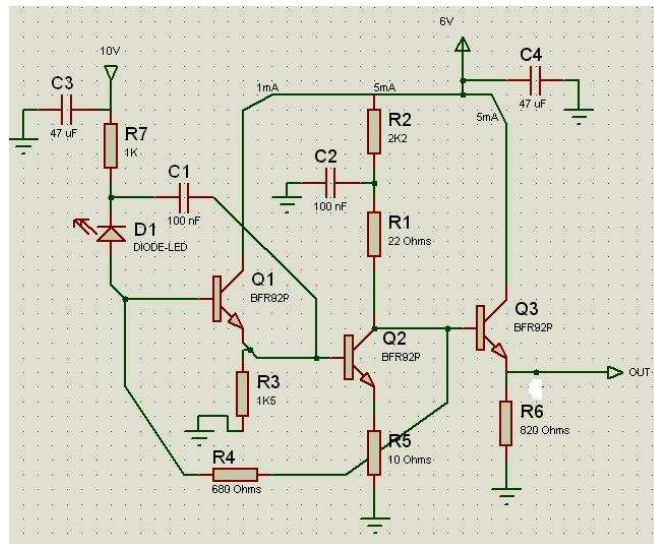 6V
10V
C4
C3
1mA
5mA
47 uF
47 uF
R2
5mA
R7
2K2
1K
C2
C1
100 nF
R1
100 nF
D1
22 Ohms
DIODE-LED
Q1
BFR92P
Q3
Q2
BFR92P
BFR92P
OUT
R3
1K5
R6
820 Ohms
R5
R4
10 Ohms
680 Ohms